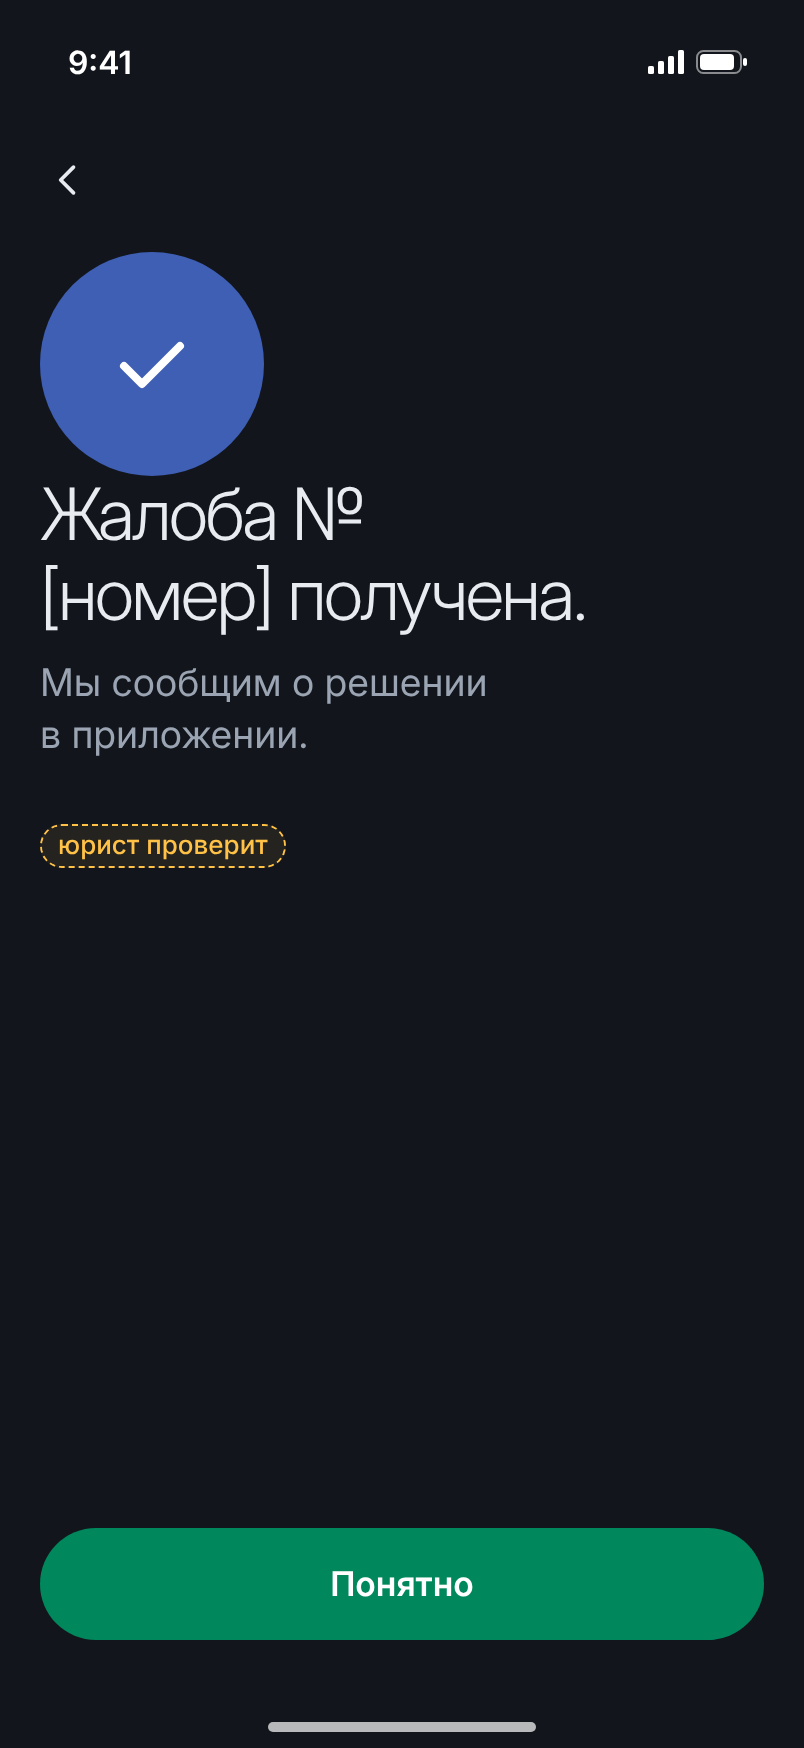 9:41
Жалоба №
[номер] получена.
Мы сообщим о решении
в приложении.
юрист проверит
Понятно